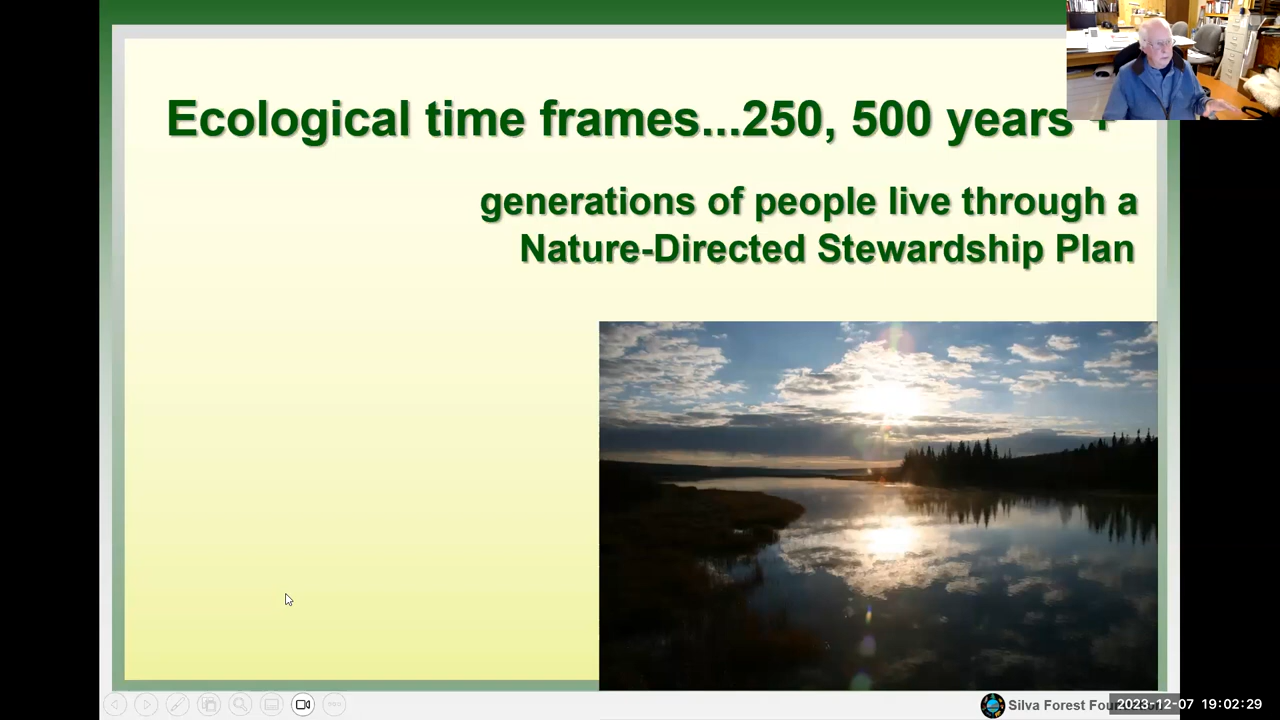 Ecological time frames...250, 500 years +
generations of people live through a
Nature-Directed Stewardship Plan
Silva Forest
2023-12-07 19:02:29